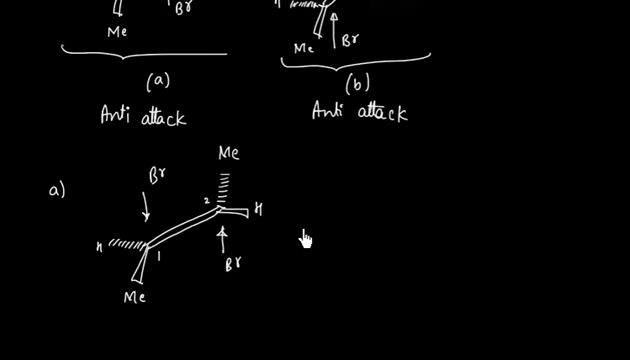 Me Br Me Br
(a) (b)
Anti attack Anti attack
a) Br Me
2
H H
1 Br
Me